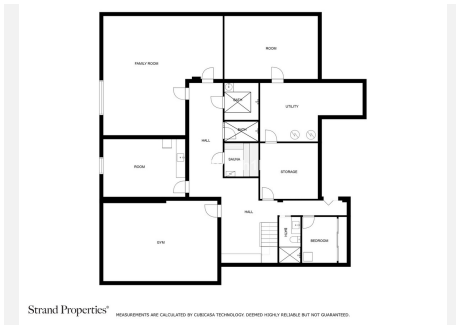 FAMILY ROOM
ROOM
BATH
UTILITY
HALL
BATH
SAUNA
ROOM
STORAGE
HALL
GYM
BEDROOM
Strand Properties®
MEASUREMENTS ARE CALCULATED BY CUBICASA TECHNOLOGY. DEEMED HIGHLY RELIABLE BUT NOT GUARANTEED.